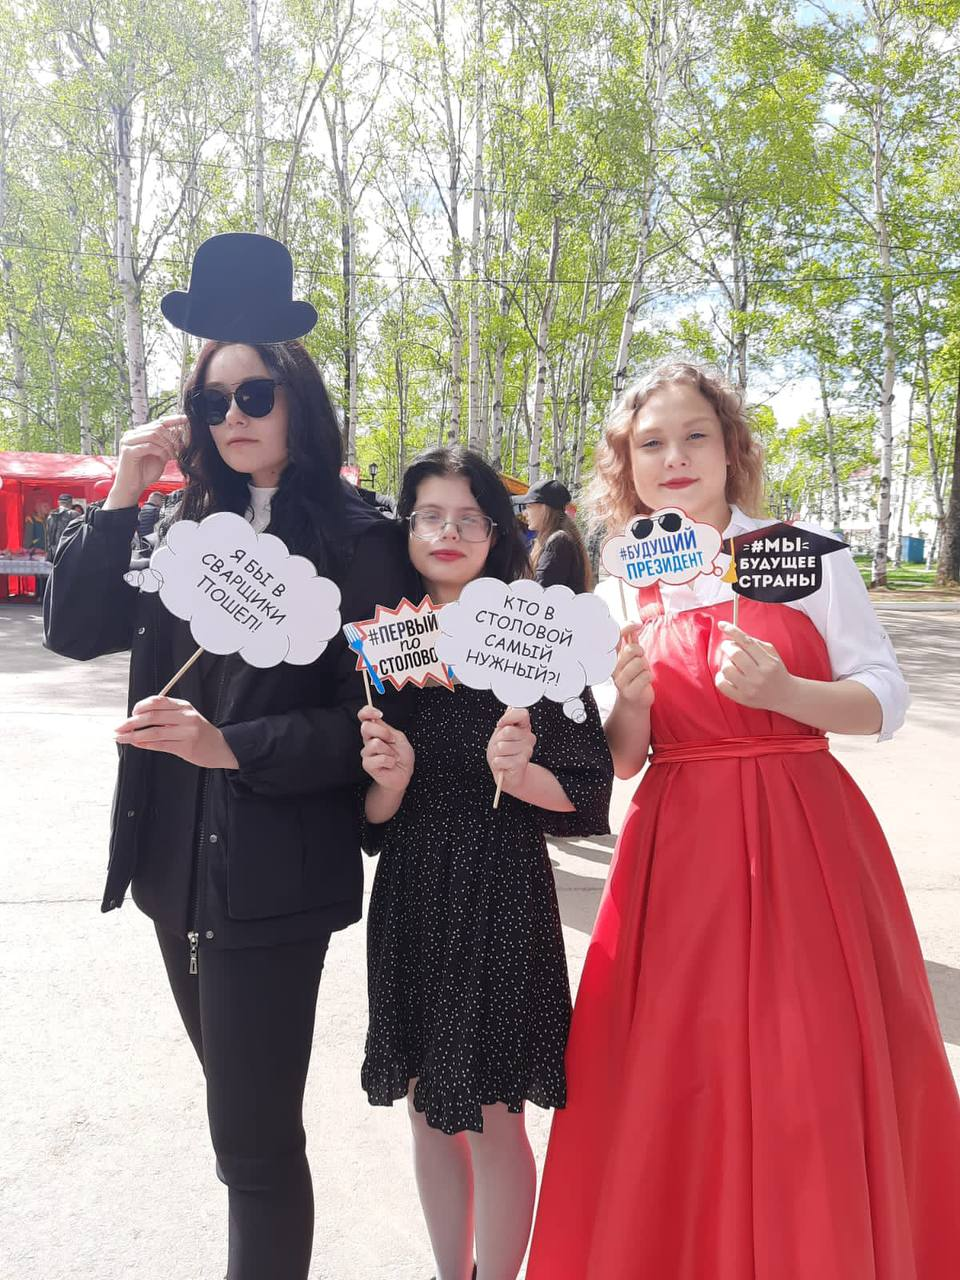 Я БЫ В
СВАРЩИКИ
ПОШЕЛ!
#ПЕРВЫЙ
ПО
СТОЛОВО
КТО В
СТОЛОВОЙ
САМЫЙ
НУЖНЫЙ?!
#БУДУЩИЙ
ПРЕЗИДЕНТ
#МЫ
БУДУЩЕЕ
СТРАНЫ